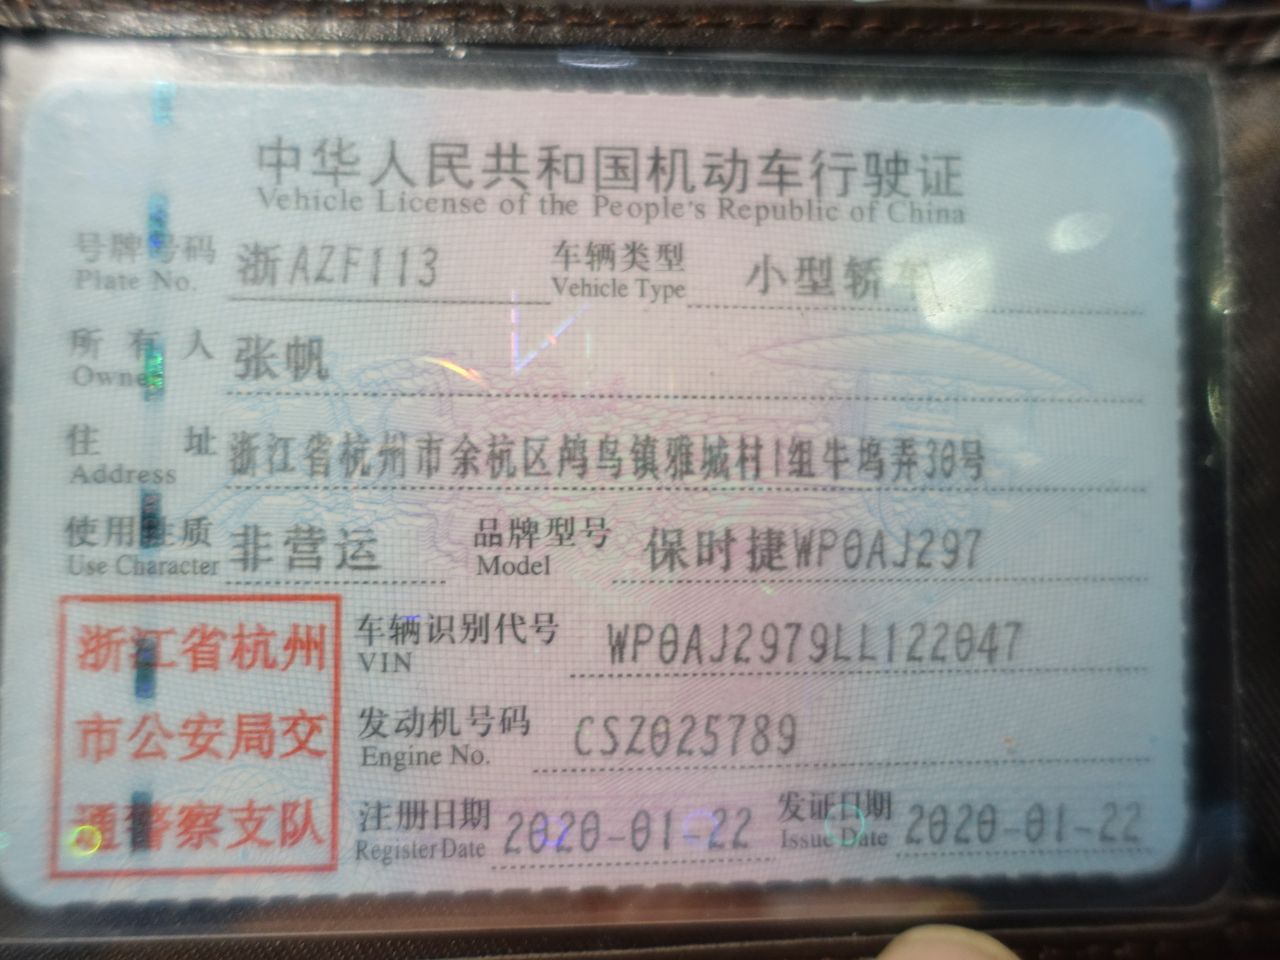 中华人民共和国机动车行驶证
Vehicle License of the People's Republic of China
号牌号码 浙AZF113 车辆类型 小型轿车
Plate No. Vehicle Type
所有人 张帆
Owner
住址 浙江省杭州市余杭区鸬鸟镇雅城村1组牛坞弄30号
Address
使用性质 非营运 品牌型号 保时捷WP0AJ297
Use Character Model
浙江省杭州
市公安局交
通警察支队
车辆识别代号 WP0AJ2979LL122047
VIN
发动机号码 CSZ025789
Engine No.
注册日期 2020-01-22 发证日期 2020-01-22
Register Date Issue Date